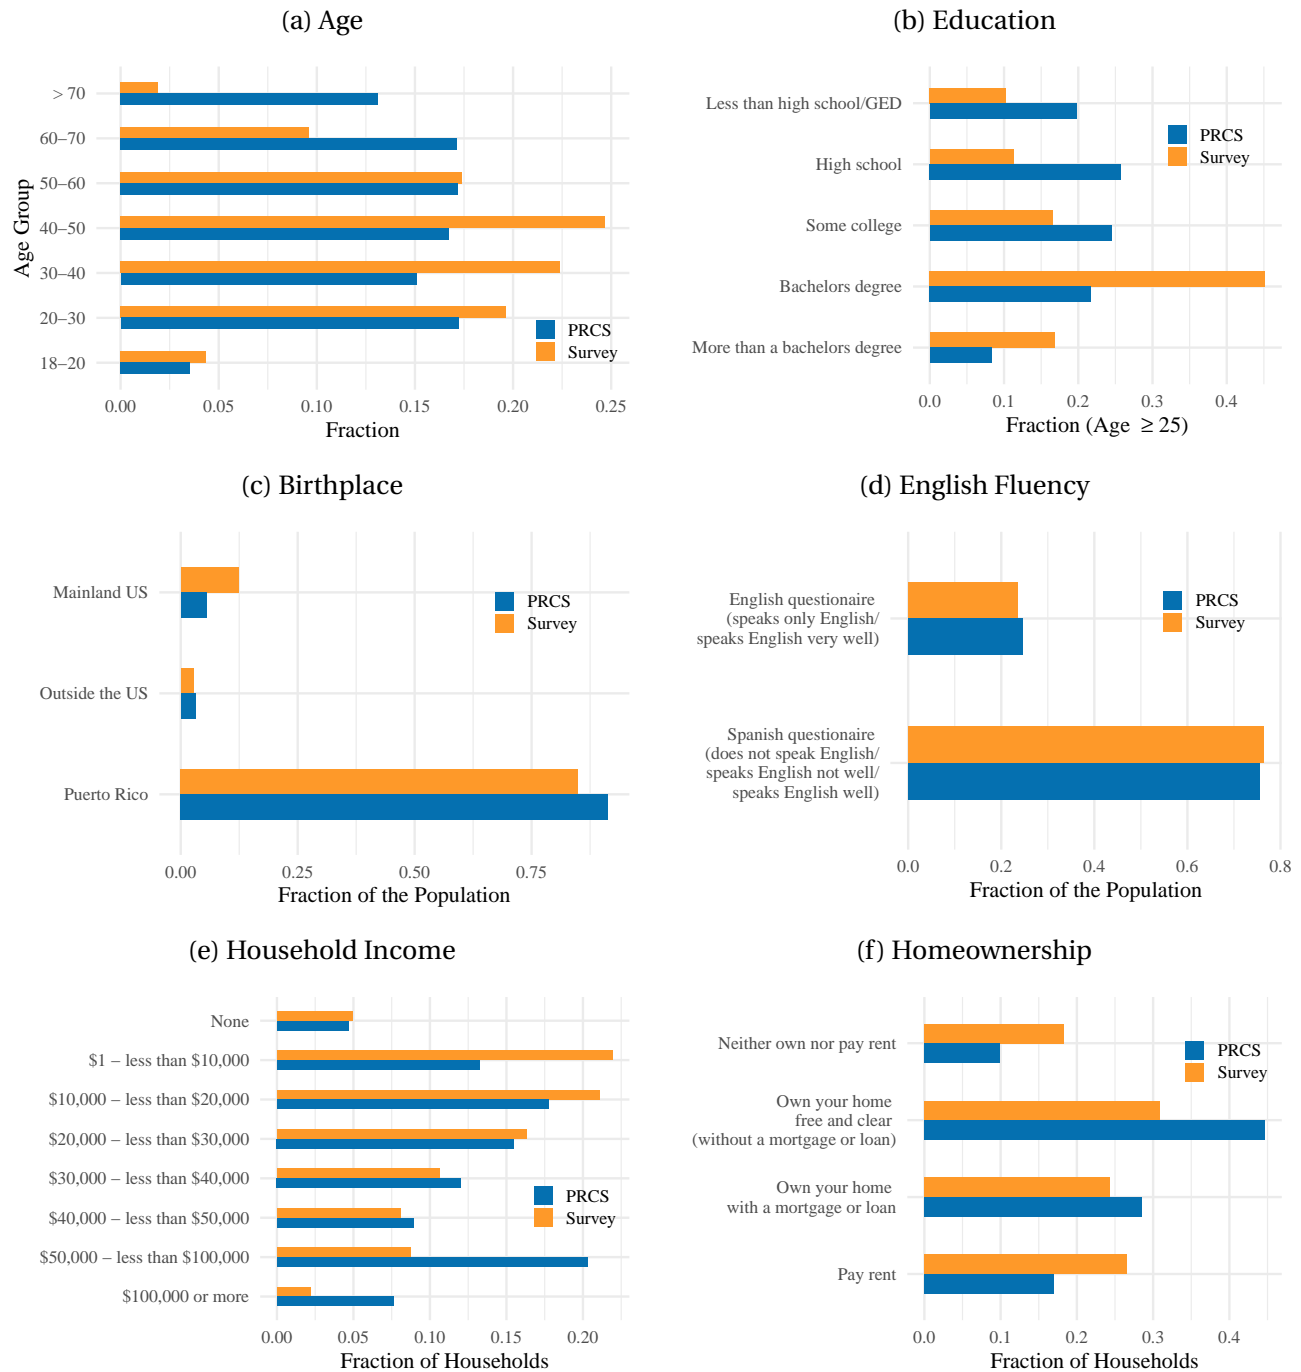 (a) Age
Age Group
> 70
60–70
50–60
40–50
30–40
20–30
18–20
PRCS
Survey
0.00 0.05 0.10 0.15 0.20 0.25
Fraction
(b) Education
Less than high school/GED
High school
Some college
Bachelors degree
More than a bachelors degree
PRCS
Survey
0.0 0.1 0.2 0.3 0.4
Fraction (Age ≥ 25)
(c) Birthplace
Mainland US
Outside the US
Puerto Rico
PRCS
Survey
0.00 0.25 0.50 0.75
Fraction of the Population
(d) English Fluency
English questionaire
(speaks only English/
speaks English very well)
Spanish questionaire
(does not speak English/
speaks English not well/
speaks English well)
PRCS
Survey
0.0 0.2 0.4 0.6 0.8
Fraction of the Population
(e) Household Income
None
$1 – less than $10,000
$10,000 – less than $20,000
$20,000 – less than $30,000
$30,000 – less than $40,000
$40,000 – less than $50,000
$50,000 – less than $100,000
$100,000 or more
PRCS
Survey
0.00 0.05 0.10 0.15 0.20
Fraction of Households
(f) Homeownership
Neither own nor pay rent
Own your home
free and clear
(without a mortgage or loan)
Own your home
with a mortgage or loan
Pay rent
PRCS
Survey
0.0 0.1 0.2 0.3 0.4
Fraction of Households